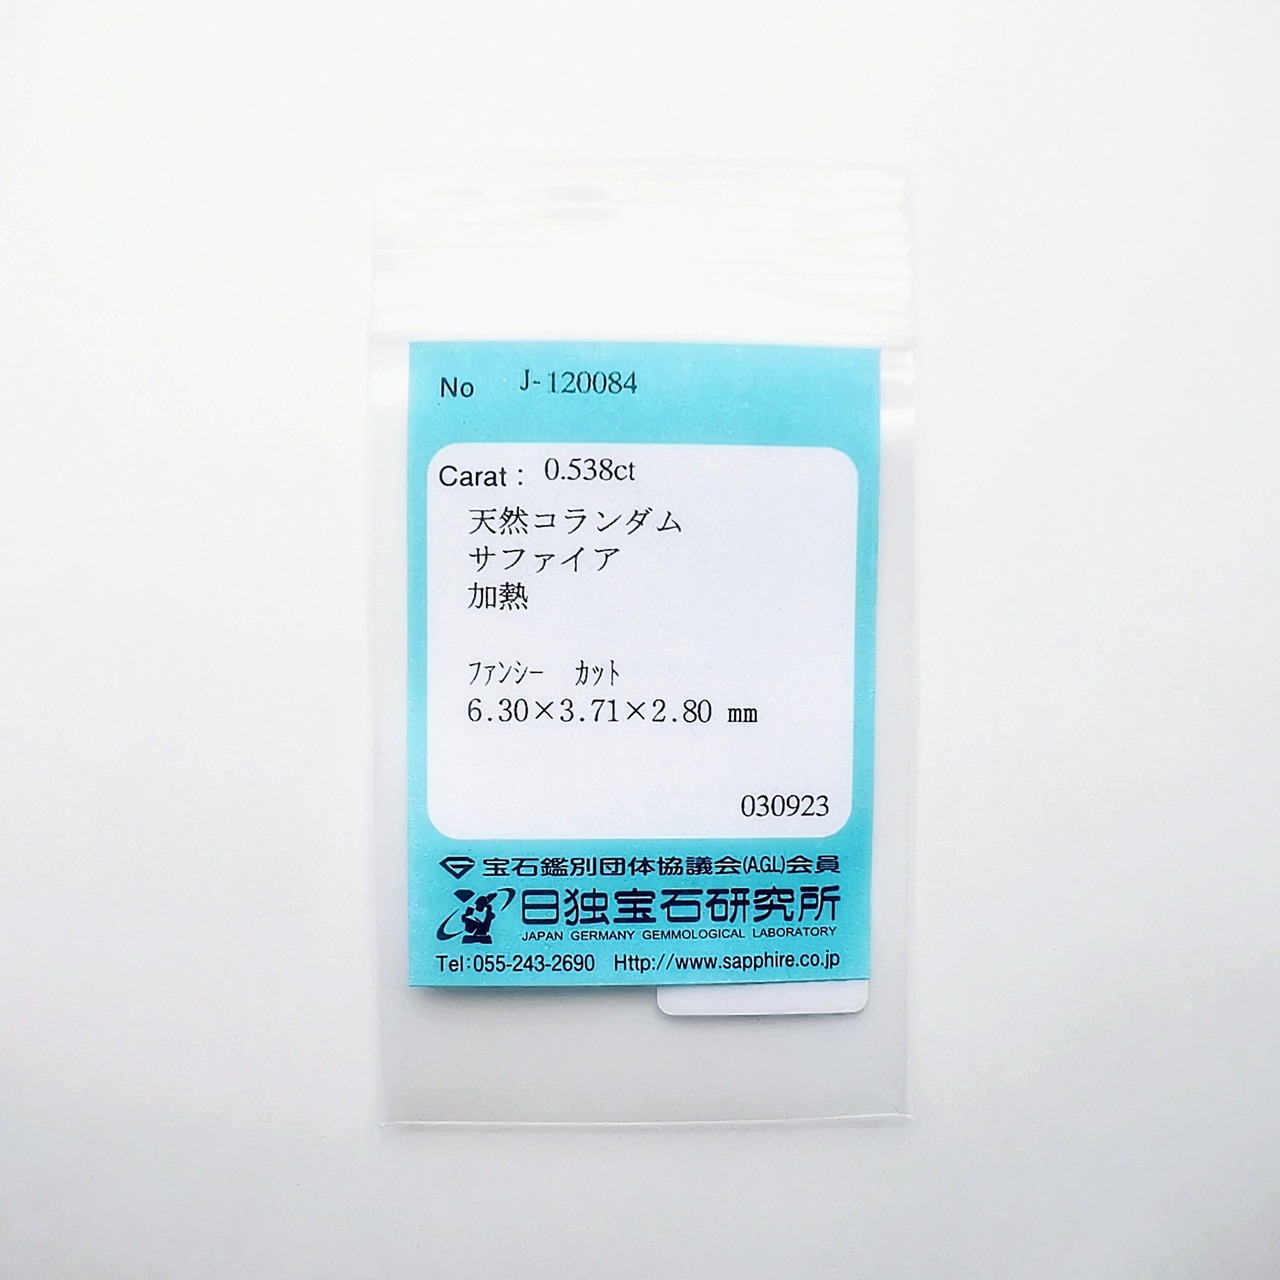 No J-120084
Carat: 0.538ct
天然コランダム
サファイア
加熱
ファンシー カット
6.30×3.71×2.80 mm
030923
宝石鑑別団体協議会(AGL)会員
日独宝石研究所
JAPAN GERMANY GEMMOLOGICAL LABORATORY
Tel:055-243-2690 Http://www.sapphire.co.jp